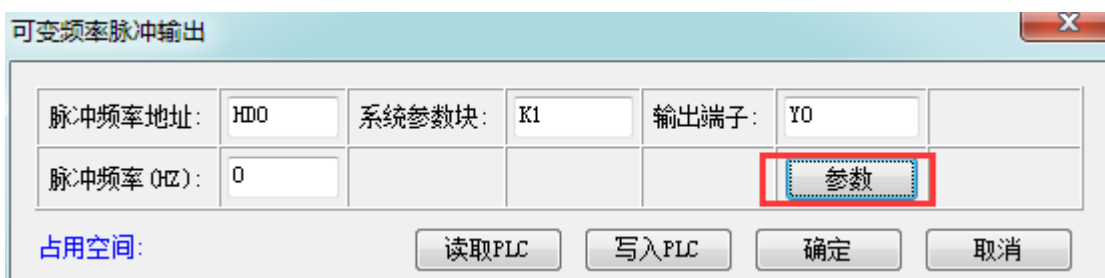 可变频率脉冲输出
脉冲频率地址: HD0 系统参数块: K1 输出端子: Y0
脉冲频率(HZ): 0 参数
占用空间: 读取PLC 写入PLC 确定 取消